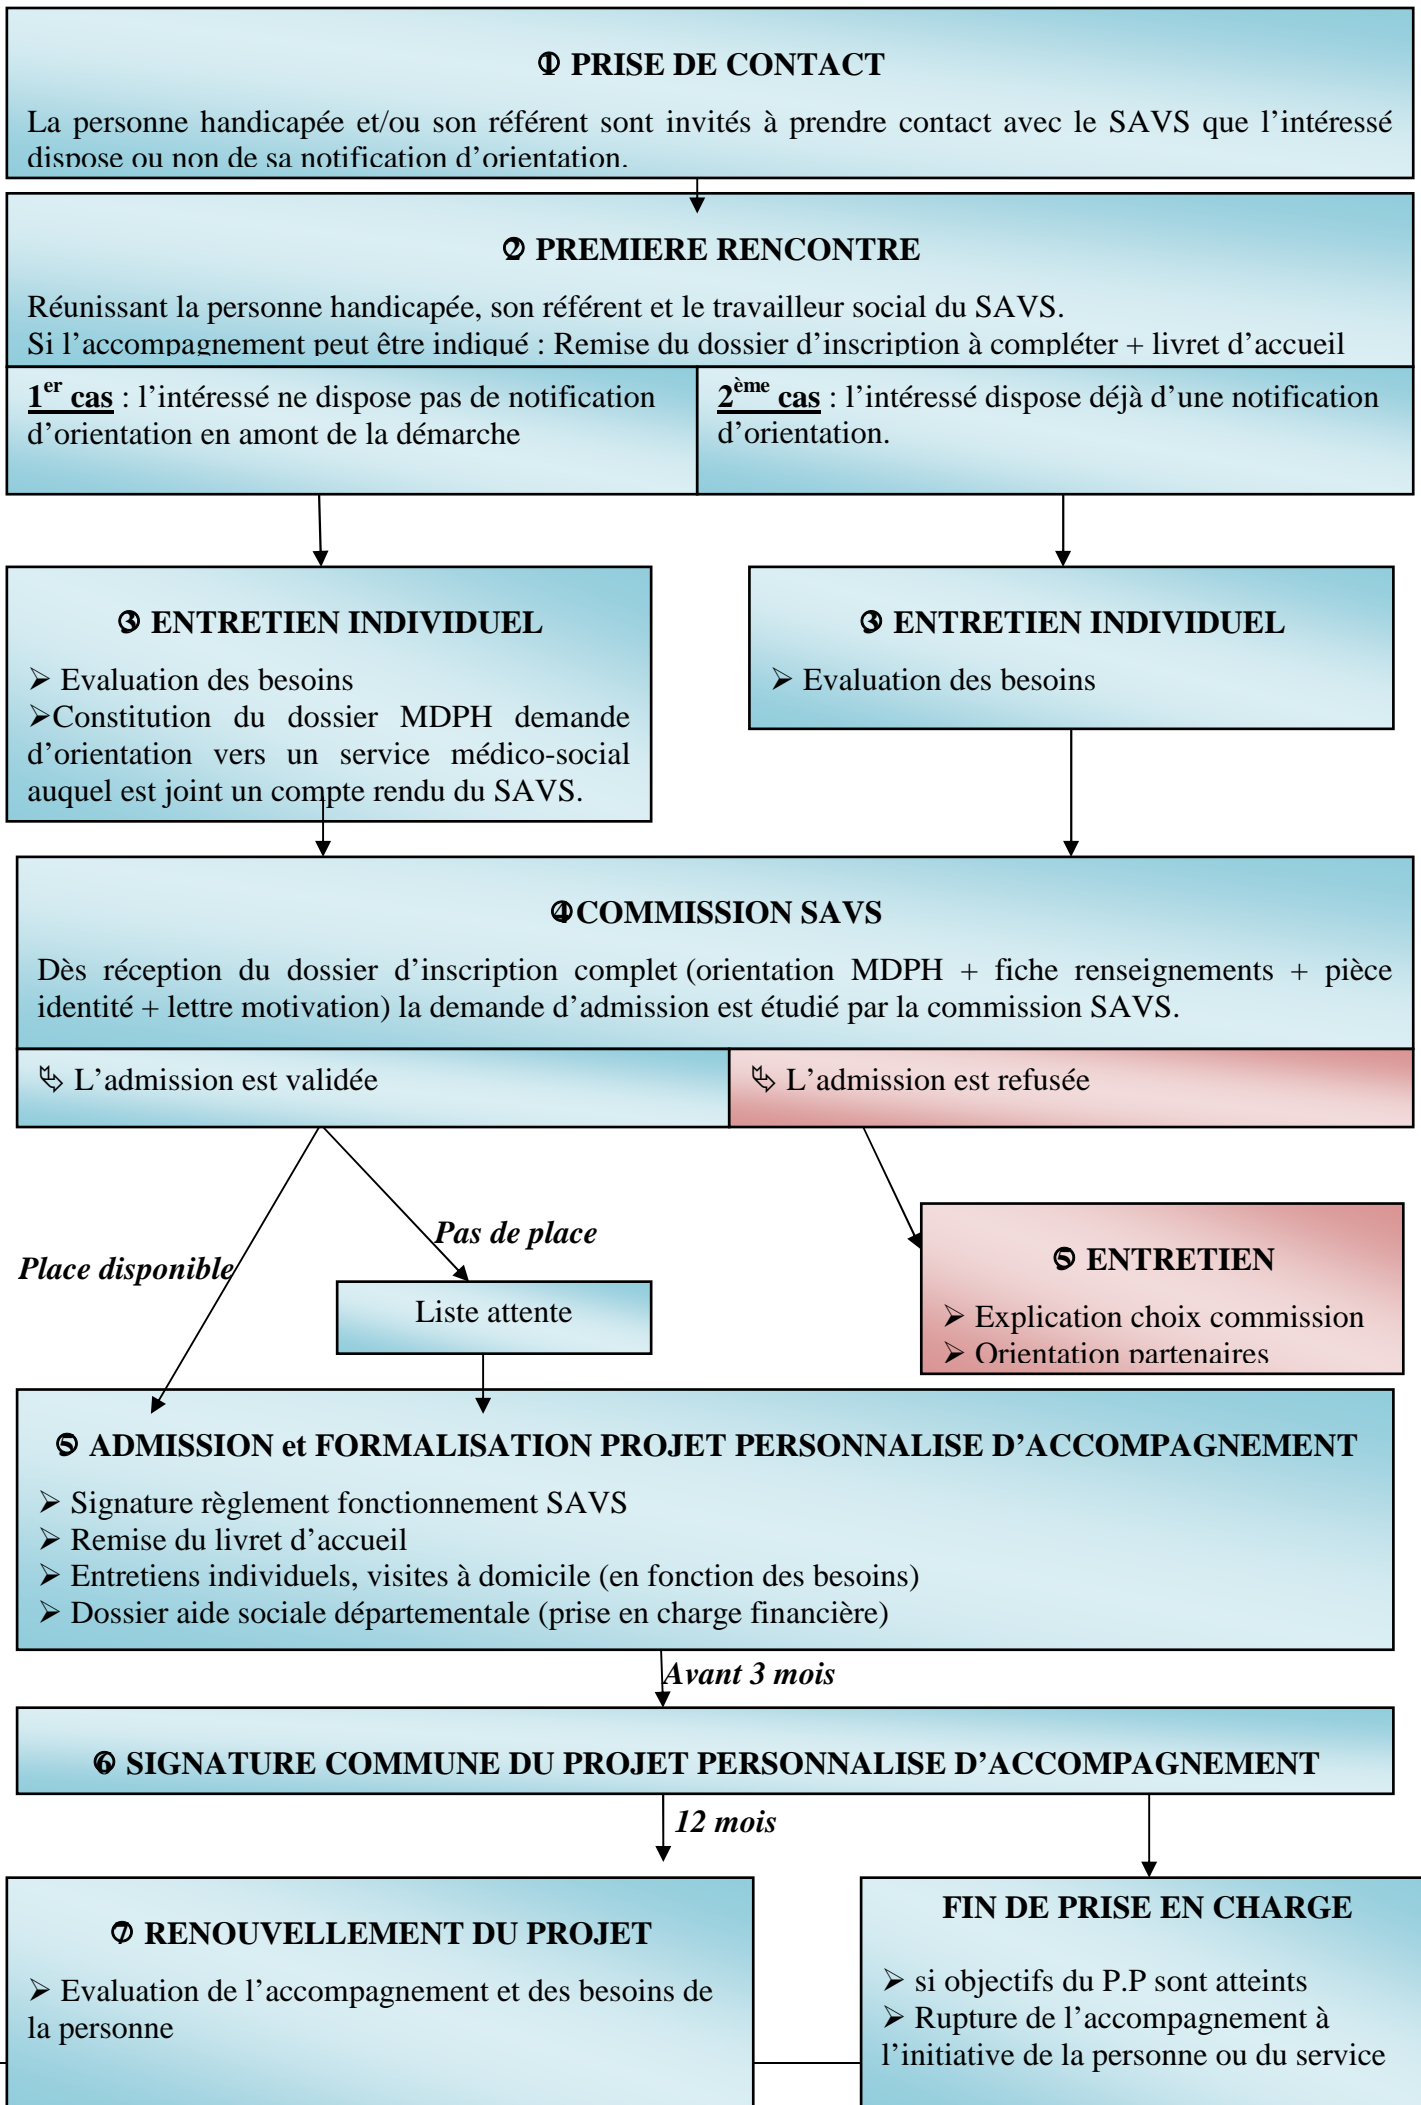 ① PRISE DE CONTACT
La personne handicapée et/ou son référent sont invités à prendre contact avec le SAVS que l’intéressé
dispose ou non de sa notification d’orientation.
② PREMIERE RENCONTRE
Réunissant la personne handicapée, son référent et le travailleur social du SAVS.
Si l’accompagnement peut être indiqué : Remise du dossier d’inscription à compléter + livret d’accueil
1er cas : l’intéressé ne dispose pas de notification
d’orientation en amont de la démarche
2ème cas : l’intéressé dispose déjà d’une notification
d’orientation.
③ ENTRETIEN INDIVIDUEL
➢ Evaluation des besoins
➢Constitution du dossier MDPH demande
d’orientation vers un service médico-social
auquel est joint un compte rendu du SAVS.
③ ENTRETIEN INDIVIDUEL
➢ Evaluation des besoins
④COMMISSION SAVS
Dès réception du dossier d’inscription complet (orientation MDPH + fiche renseignements + pièce
identité + lettre motivation) la demande d’admission est étudié par la commission SAVS.
↳ L’admission est validée
↳ L’admission est refusée
Pas de place
Place disponible
Liste attente
⑤ ENTRETIEN
➢ Explication choix commission
➢ Orientation partenaires
⑤ ADMISSION et FORMALISATION PROJET PERSONNALISE D’ACCOMPAGNEMENT
➢ Signature règlement fonctionnement SAVS
➢ Remise du livret d’accueil
➢ Entretiens individuels, visites à domicile (en fonction des besoins)
➢ Dossier aide sociale départementale (prise en charge financière)
Avant 3 mois
⑥ SIGNATURE COMMUNE DU PROJET PERSONNALISE D’ACCOMPAGNEMENT
12 mois
⑦ RENOUVELLEMENT DU PROJET
➢ Evaluation de l’accompagnement et des besoins de
la personne
FIN DE PRISE EN CHARGE
➢ si objectifs du P.P sont atteints
➢ Rupture de l’accompagnement à
l’initiative de la personne ou du service